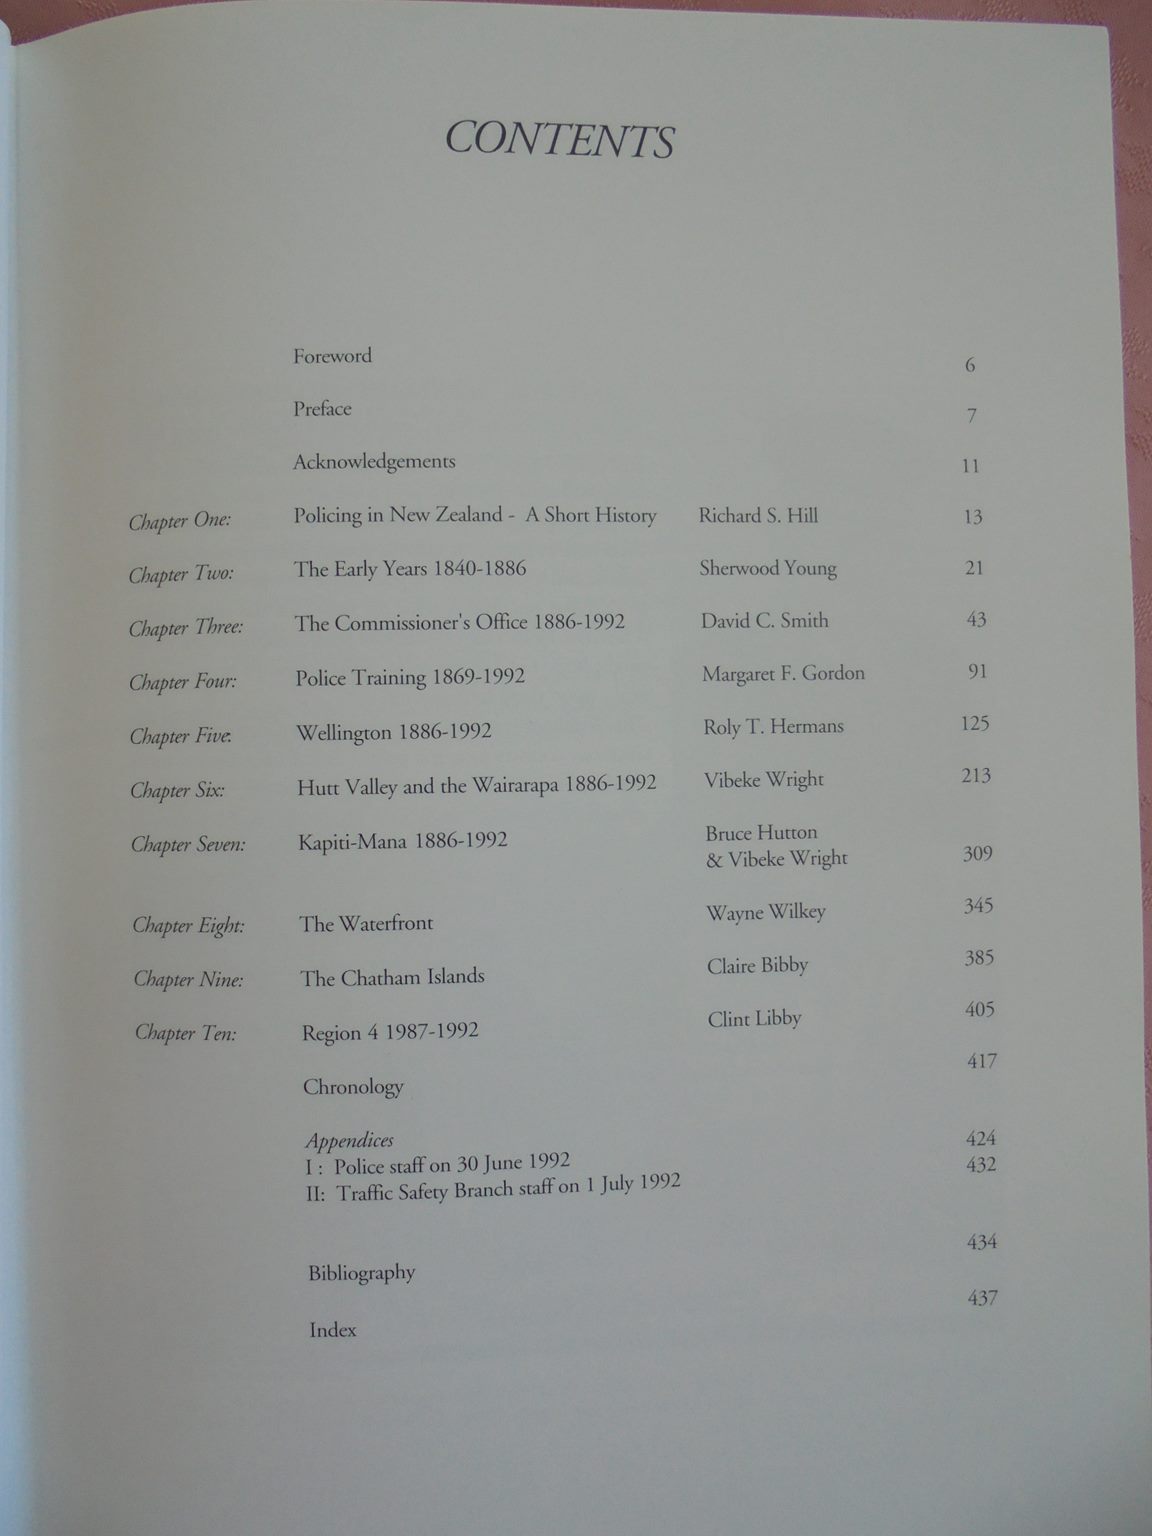 CONTENTS
Foreword 6
Preface 7
Acknowledgements 11
Chapter One: Policing in New Zealand - A Short History Richard S. Hill 13
Chapter Two: The Early Years 1840-1886 Sherwood Young 21
Chapter Three: The Commissioner's Office 1886-1992 David C. Smith 43
Chapter Four: Police Training 1869-1992 Margaret F. Gordon 91
Chapter Five: Wellington 1886-1992 Roly T. Hermans 125
Chapter Six: Hutt Valley and the Wairarapa 1886-1992 Vibeke Wright 213
Chapter Seven: Kapiti-Mana 1886-1992 Bruce Hutton
& Vibeke Wright 309
Chapter Eight: The Waterfront Wayne Wilkey 345
Chapter Nine: The Chatham Islands Claire Bibby 385
Chapter Ten: Region 4 1987-1992 Clint Libby 405
Chronology 417
Appendices
I : Police staff on 30 June 1992 424
II: Traffic Safety Branch staff on 1 July 1992 432
Bibliography 434
Index 437